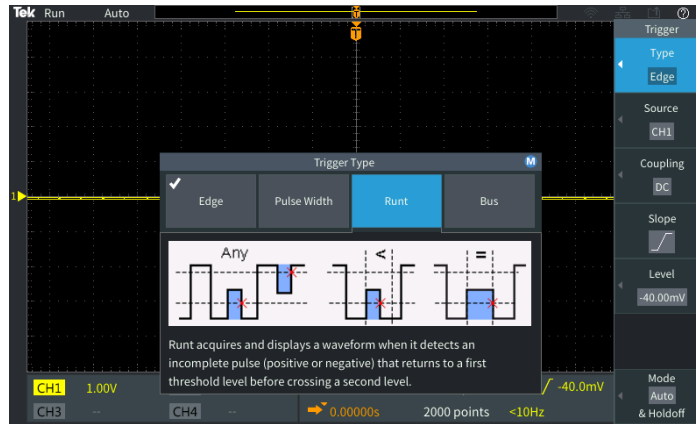 Tek Run Auto
T
T
Trigger
Type
Edge
Source
CH1
Coupling
DC
Slope
Level
-40.00mV
Mode
Auto
& Holdoff
1
Trigger Type M
Edge Pulse Width Runt Bus
Any < =
Runt acquires and displays a waveform when it detects an
incomplete pulse (positive or negative) that returns to a first
threshold level before crossing a second level.
CH1 1.00V -40.0mV
CH3 -- CH4 -- 0.00000s 2000 points <10Hz